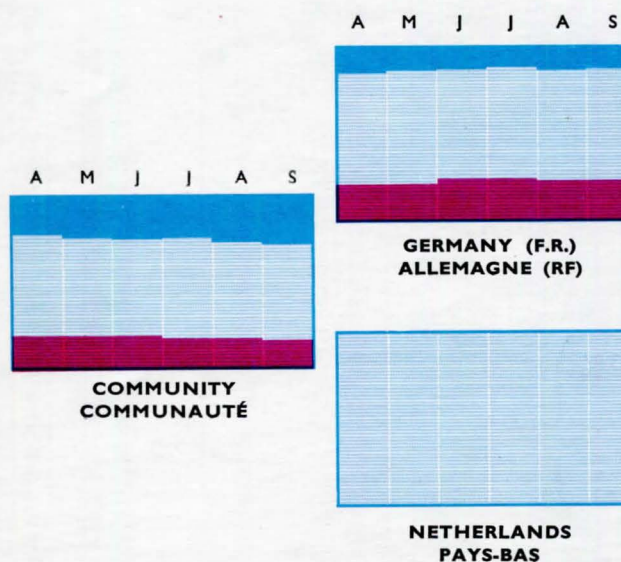 A M J J A S
GERMANY (F.R.)
ALLEMAGNE (RF)
A M J J A S
COMMUNITY
COMMUNAUTÉ
NETHERLANDS
PAYS-BAS